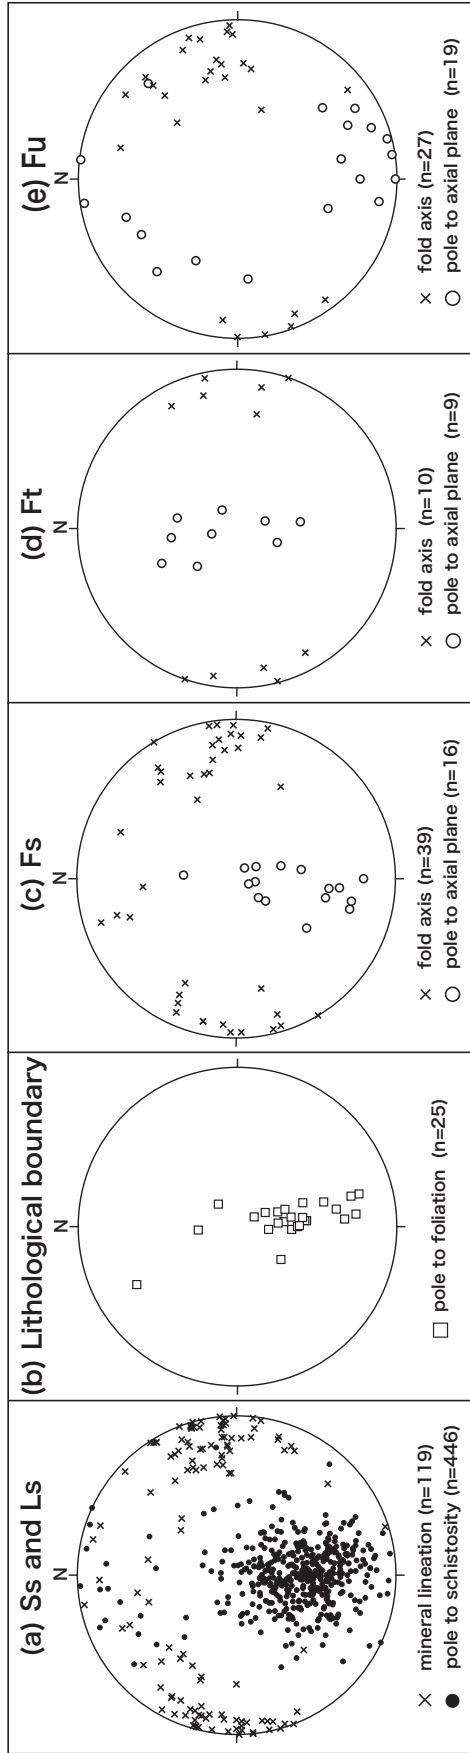 (a) Ss and Ls
N
× mineral lineation (n=119)
● pole to schistosity (n=446)
(b) Lithological boundary
N
□ pole to foliation (n=25)
(c) Fs
N
× fold axis (n=39)
○ pole to axial plane (n=16)
(d) Ft
N
× fold axis (n=10)
○ pole to axial plane (n=9)
(e) Fu
N
× fold axis (n=27)
○ pole to axial plane (n=19)